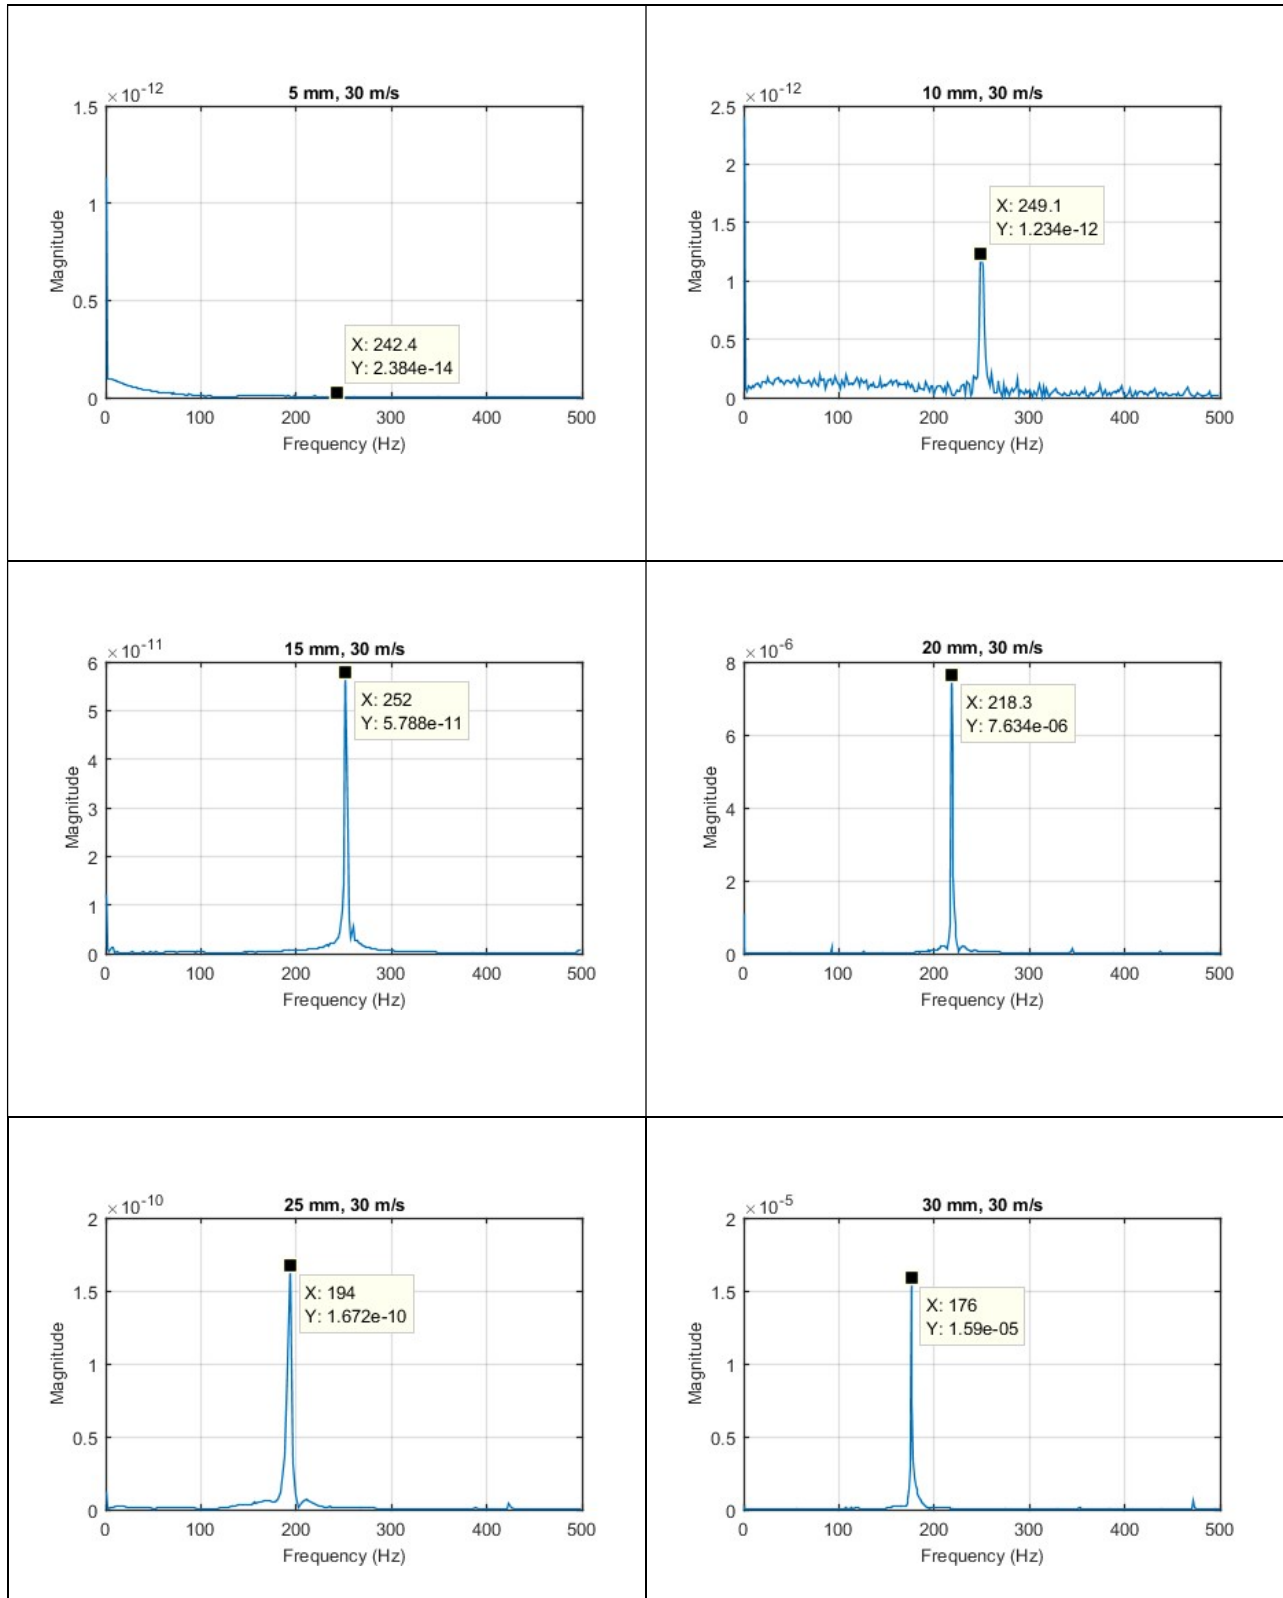 ×10-12
5 mm, 30 m/s
1.5
1
0.5
0
Magnitude
X: 242.4
Y: 2.384e-14
0 100 200 300 400 500
Frequency (Hz)
×10-12
10 mm, 30 m/s
2.5
2
1.5
1
0.5
0
Magnitude
X: 249.1
Y: 1.234e-12
0 100 200 300 400 500
Frequency (Hz)
×10-11
15 mm, 30 m/s
6
5
4
3
2
1
0
Magnitude
X: 252
Y: 5.788e-11
0 100 200 300 400 500
Frequency (Hz)
×10-6
20 mm, 30 m/s
8
6
4
2
0
Magnitude
X: 218.3
Y: 7.634e-06
0 100 200 300 400 500
Frequency (Hz)
×10-10
25 mm, 30 m/s
2
1.5
1
0.5
0
Magnitude
X: 194
Y: 1.672e-10
0 100 200 300 400 500
Frequency (Hz)
×10-5
30 mm, 30 m/s
2
1.5
1
0.5
0
Magnitude
X: 176
Y: 1.59e-05
0 100 200 300 400 500
Frequency (Hz)